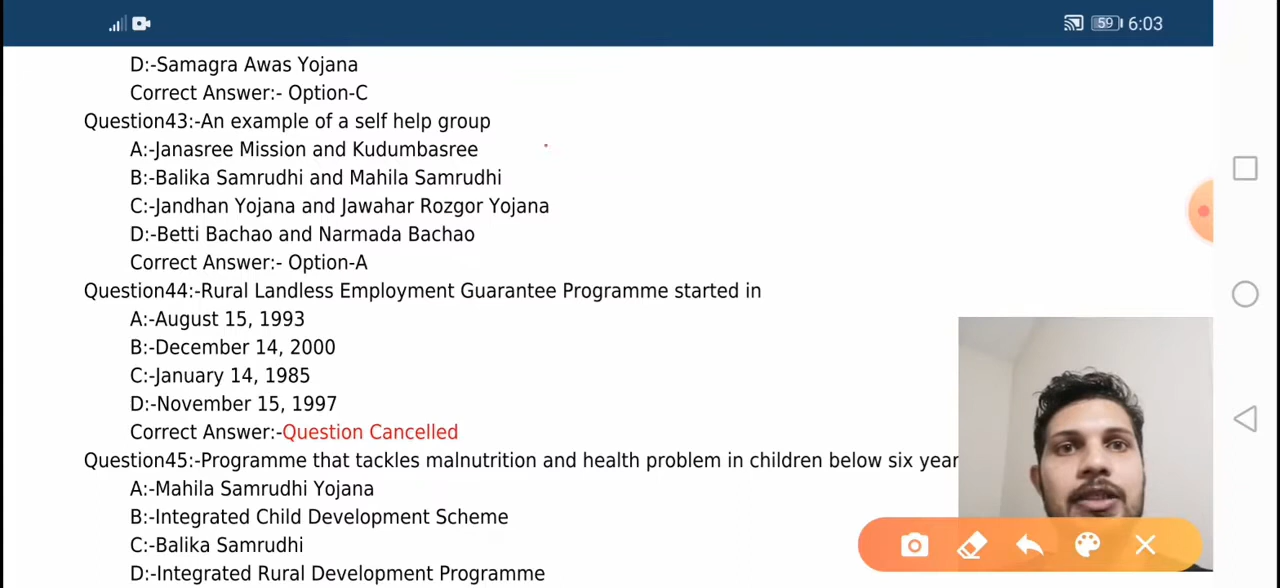 59 6:03
D:-Samagra Awas Yojana
Correct Answer:- Option-C
Question43:-An example of a self help group
A:-Janasree Mission and Kudumbasree
B:-Balika Samrudhi and Mahila Samrudhi
C:-Jandhan Yojana and Jawahar Rozgor Yojana
D:-Betti Bachao and Narmada Bachao
Correct Answer:- Option-A
Question44:-Rural Landless Employment Guarantee Programme started in
A:-August 15, 1993
B:-December 14, 2000
C:-January 14, 1985
D:-November 15, 1997
Correct Answer:-Question Cancelled
Question45:-Programme that tackles malnutrition and health problem in children below six year
A:-Mahila Samrudhi Yojana
B:-Integrated Child Development Scheme
C:-Balika Samrudhi
D:-Integrated Rural Development Programme